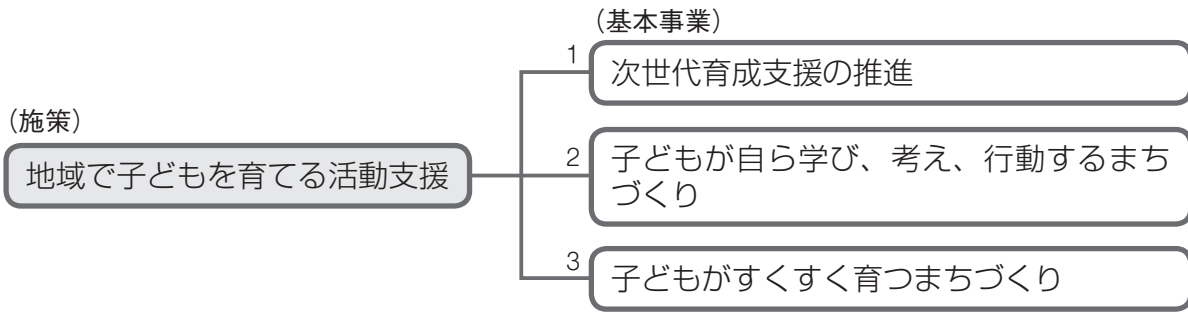 (施策)
地域で子どもを育てる活動支援
(基本事業)
1
次世代育成支援の推進
2
子どもが自ら学び、考え、行動するまち
づくり
3
子どもがすくすく育つまちづくり